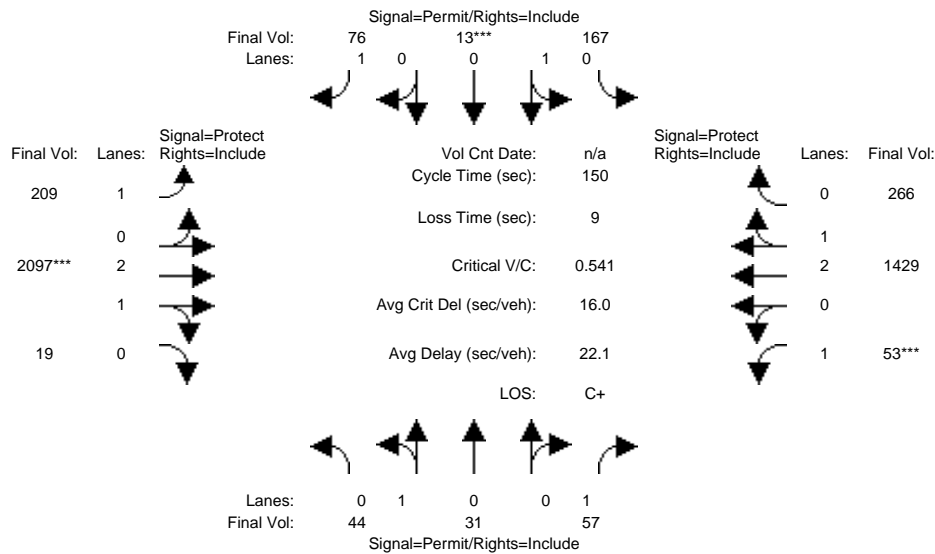 Signal=Permit/Rights=Include
Final Vol: 76 13*** 167
Lanes: 1 0 0 1 0
Signal=Protect
Final Vol: Lanes: Rights=Include
Vol Cnt Date: n/a
Signal=Protect
Rights=Include Lanes: Final Vol:
Cycle Time (sec): 150
209 1
0 266
Loss Time (sec): 9
0
1
2097*** 2
Critical V/C: 0.541
2 1429
1
Avg Crit Del (sec/veh): 16.0
0
19 0
Avg Delay (sec/veh): 22.1
1 53***
LOS: C+
Lanes: 0 1 0 0 1
Final Vol: 44 31 57
Signal=Permit/Rights=Include